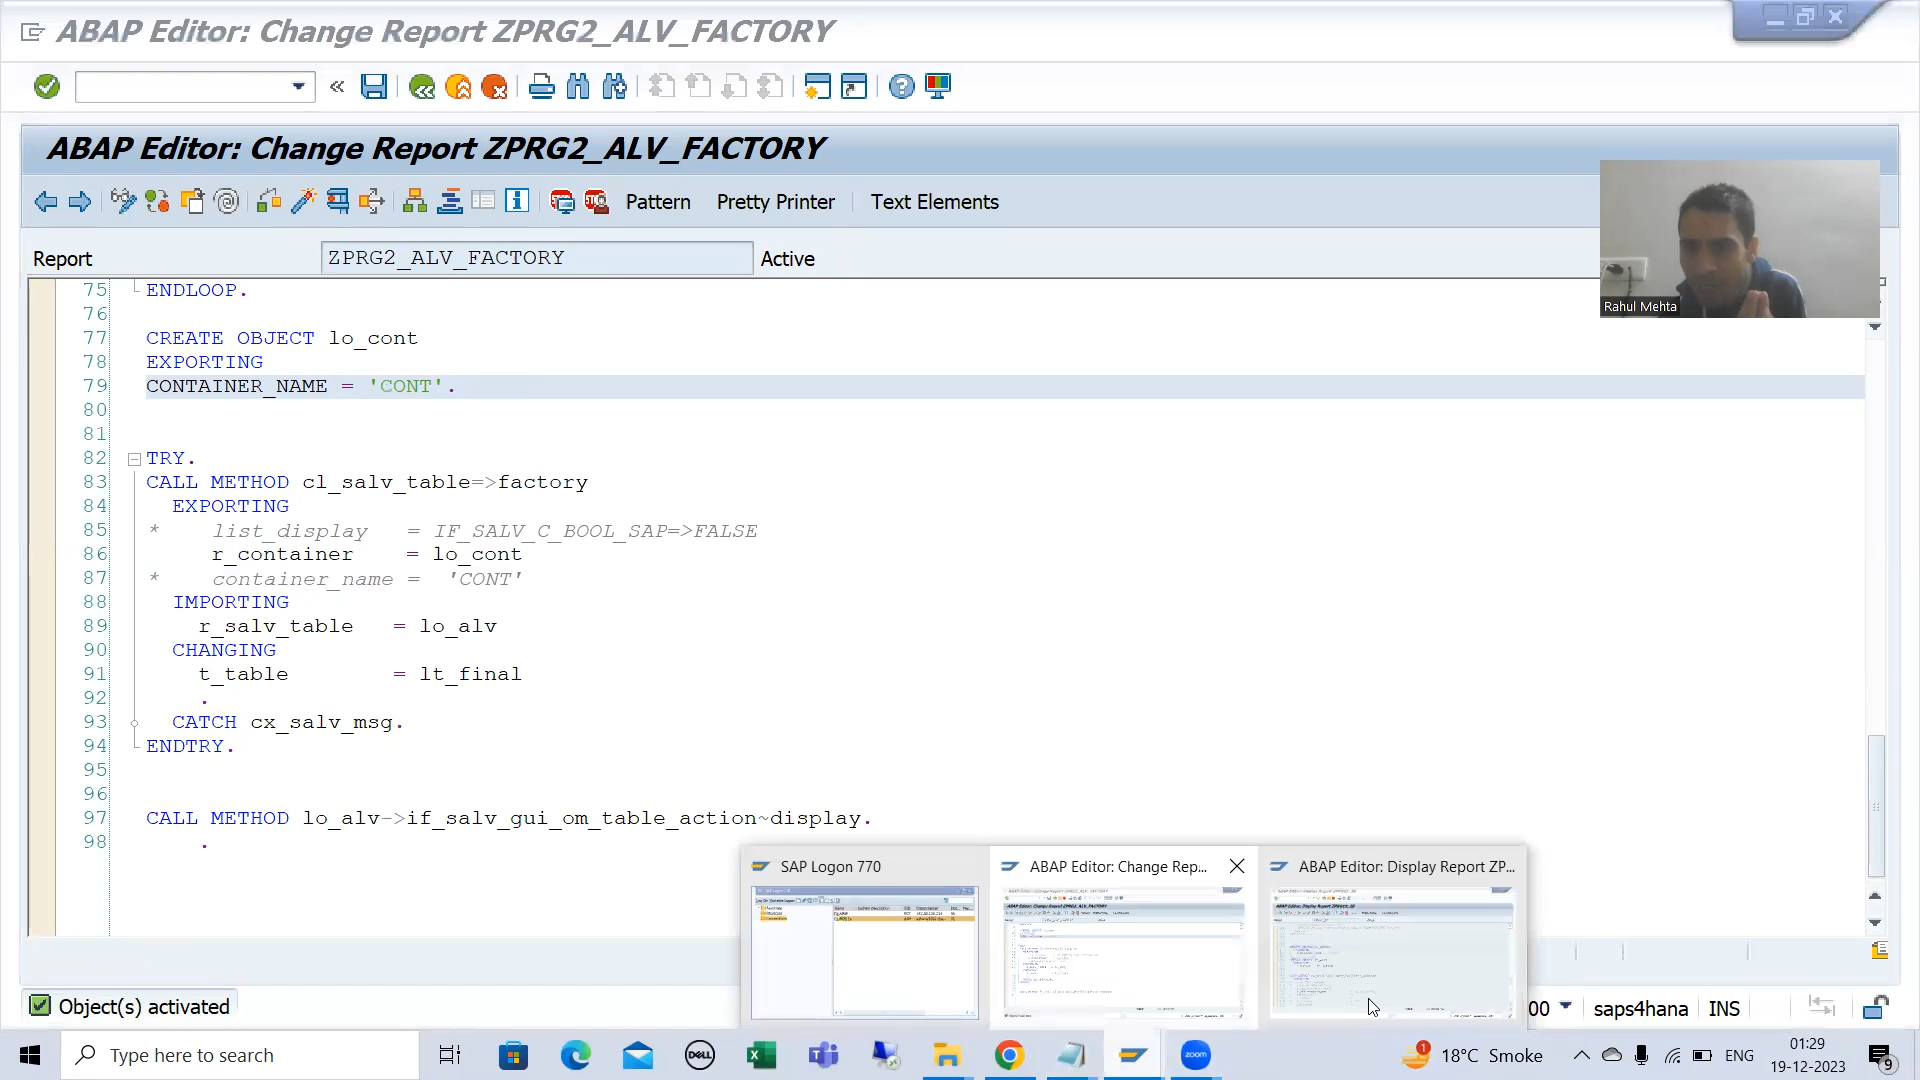 ABAP Editor: Change Report ZPRG2_ALV_FACTORY
ABAP Editor: Change Report ZPRG2_ALV_FACTORY
Pattern Pretty Printer Text Elements
Report ZPRG2_ALV_FACTORY Active
Rahul Mehta
75 ENDLOOP.
76
77 CREATE OBJECT lo_cont
78 EXPORTING
79 CONTAINER_NAME = 'CONT'.
80
81
82 TRY.
83 CALL METHOD cl_salv_table=>factory
84 EXPORTING
85 * list_display = IF_SALV_C_BOOL_SAP=>FALSE
86 r_container = lo_cont
87 * container_name = 'CONT'
88 IMPORTING
89 r_salv_table = lo_alv
90 CHANGING
91 t_table = lt_final
92 .
93 CATCH cx_salv_msg.
94 ENDTRY.
95
96
97 CALL METHOD lo_alv->if_salv_gui_om_table_action~display.
98 .
SAP Logon 770
ABAP Editor: Change Rep...
ABAP Editor: Display Report ZP...
Object(s) activated
00 saps4hana INS
Type here to search
DELL
zoom
1
18°C Smoke
ENG
01:29
19-12-2023
9